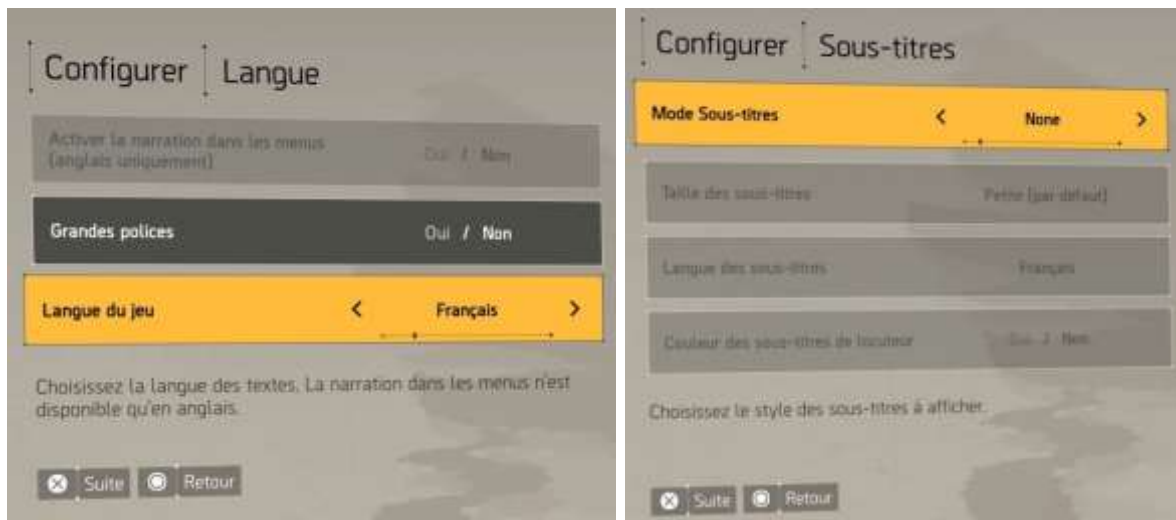 Configurer Langue
Activer la narration dans les menus
(anglais uniquement) Oui / Non
Grandes polices Oui / Non
Langue du jeu < Français >
Choisissez la langue des textes. La narration dans les menus n'est
disponible qu'en anglais.
Suite Retour
Configurer Sous-titres
Mode Sous-titres < None >
Taille des sous-titres Petite (par défaut)
Langue des sous-titres Français
Couleur des sous-titres de locuteur Oui / Non
Choisissez le style des sous-titres à afficher.
Suite Retour